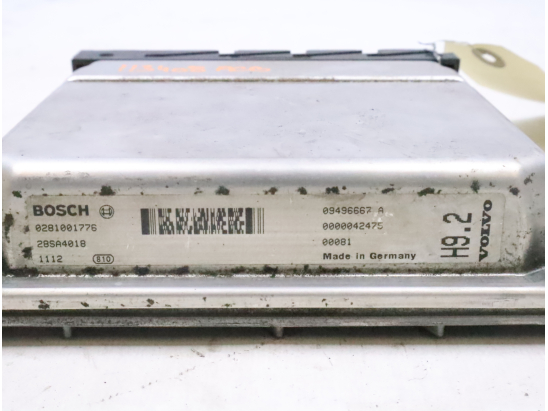 BOSCH
0281001776
28SA4018
1112 810
09496667 A
0000042475
00081
Made in Germany
H9.2
VOLVO